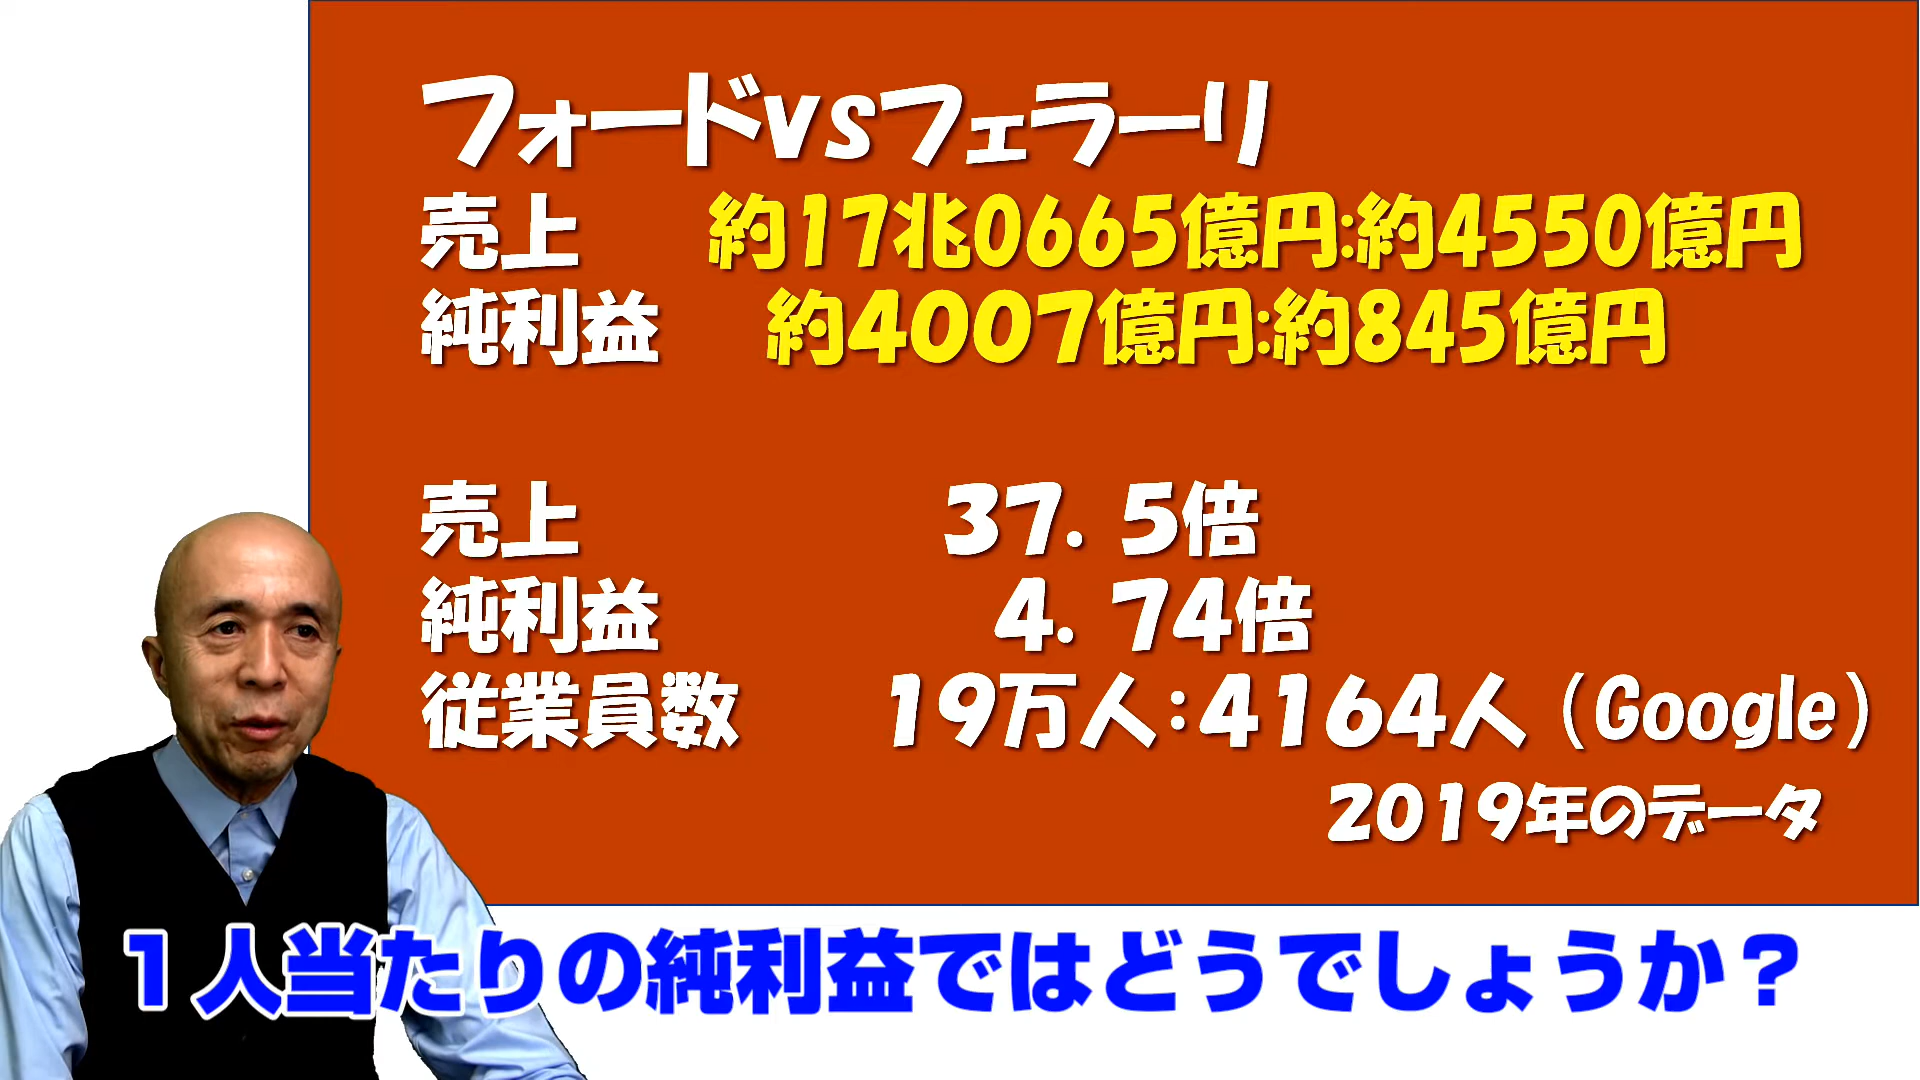 フォードvsフェラーリ
売上 約17兆0665億円:約4550億円
純利益 約4007億円:約845億円
売上 37.5倍
純利益 4.74倍
従業員数 19万人:4164人(Google)
2019年のデータ
1人当たりの純利益ではどうでしょうか？